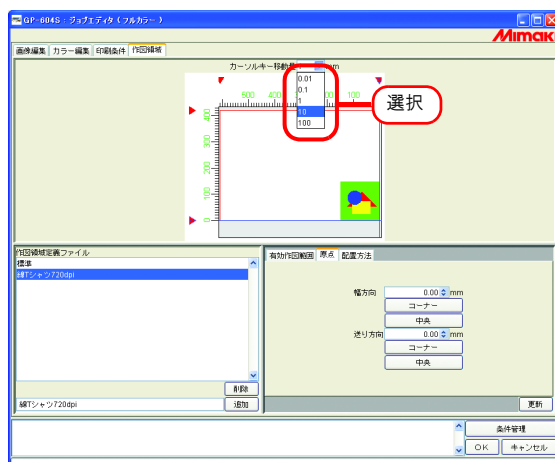 GP-604S : ジョブエディタ ( フルカラー )
Mimaki
画像編集 カラー編集 印刷条件 作図領域
カーソルキー移動量 mm
0.01
0.1
1
10
100
選択
500 400 100
400
300
200
100
0
作図領域定義ファイル
標準
綿Tシャツ720dpi
削除
綿Tシャツ720dpi 追加
有効作図範囲 原点 配置方法
幅方向 0.00 mm
コーナー
中央
送り方向 0.00 mm
コーナー
中央
更新
条件管理
OK キャンセル